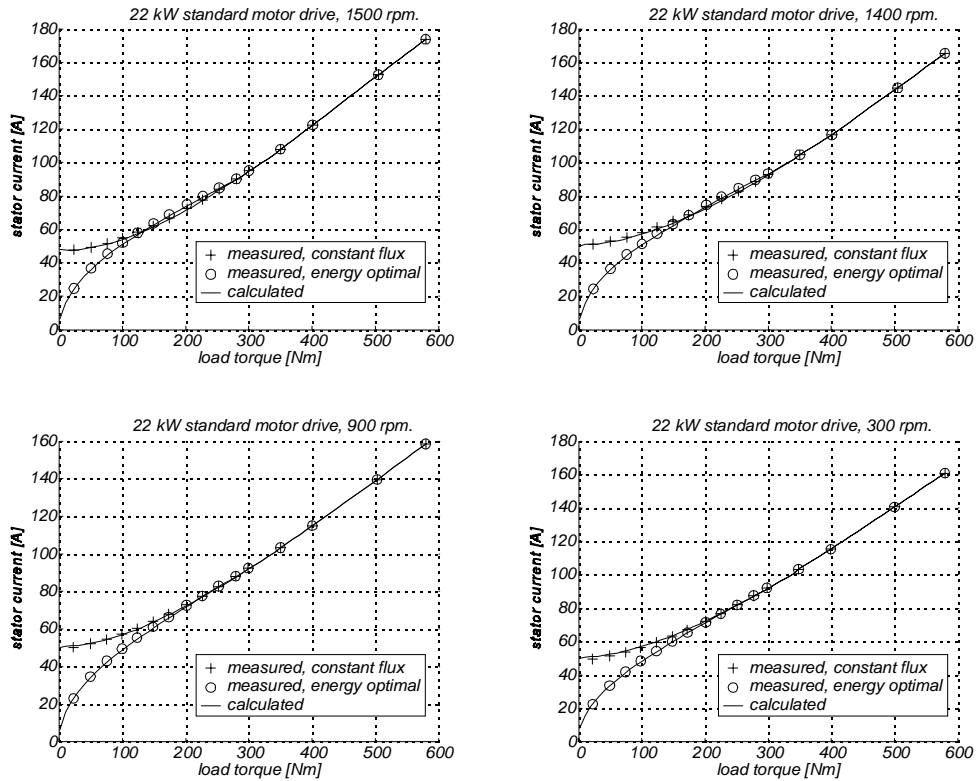 22 kW standard motor drive, 1500 rpm.
180
160
140
120
100
80
60
40
20
0
stator current [A]
measured, constant flux
measured, energy optimal
calculated
0 100 200 300 400 500 600
load torque [Nm]
22 kW standard motor drive, 1400 rpm.
180
160
140
120
100
80
60
40
20
0
stator current [A]
measured, constant flux
measured, energy optimal
calculated
0 100 200 300 400 500 600
load torque [Nm]
22 kW standard motor drive, 900 rpm.
160
140
120
100
80
60
40
20
0
stator current [A]
measured, constant flux
measured, energy optimal
calculated
0 100 200 300 400 500 600
load torque [Nm]
22 kW standard motor drive, 300 rpm.
180
160
140
120
100
80
60
40
20
0
stator current [A]
measured, constant flux
measured, energy optimal
calculated
0 100 200 300 400 500 600
load torque [Nm]